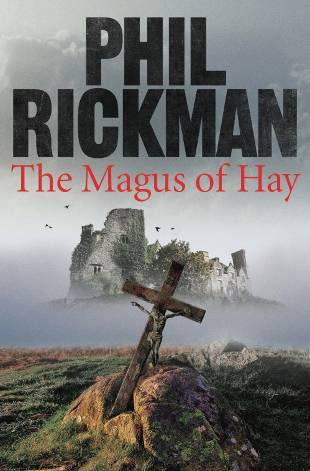 PHIL
RICKMAN
The Magus of Hay